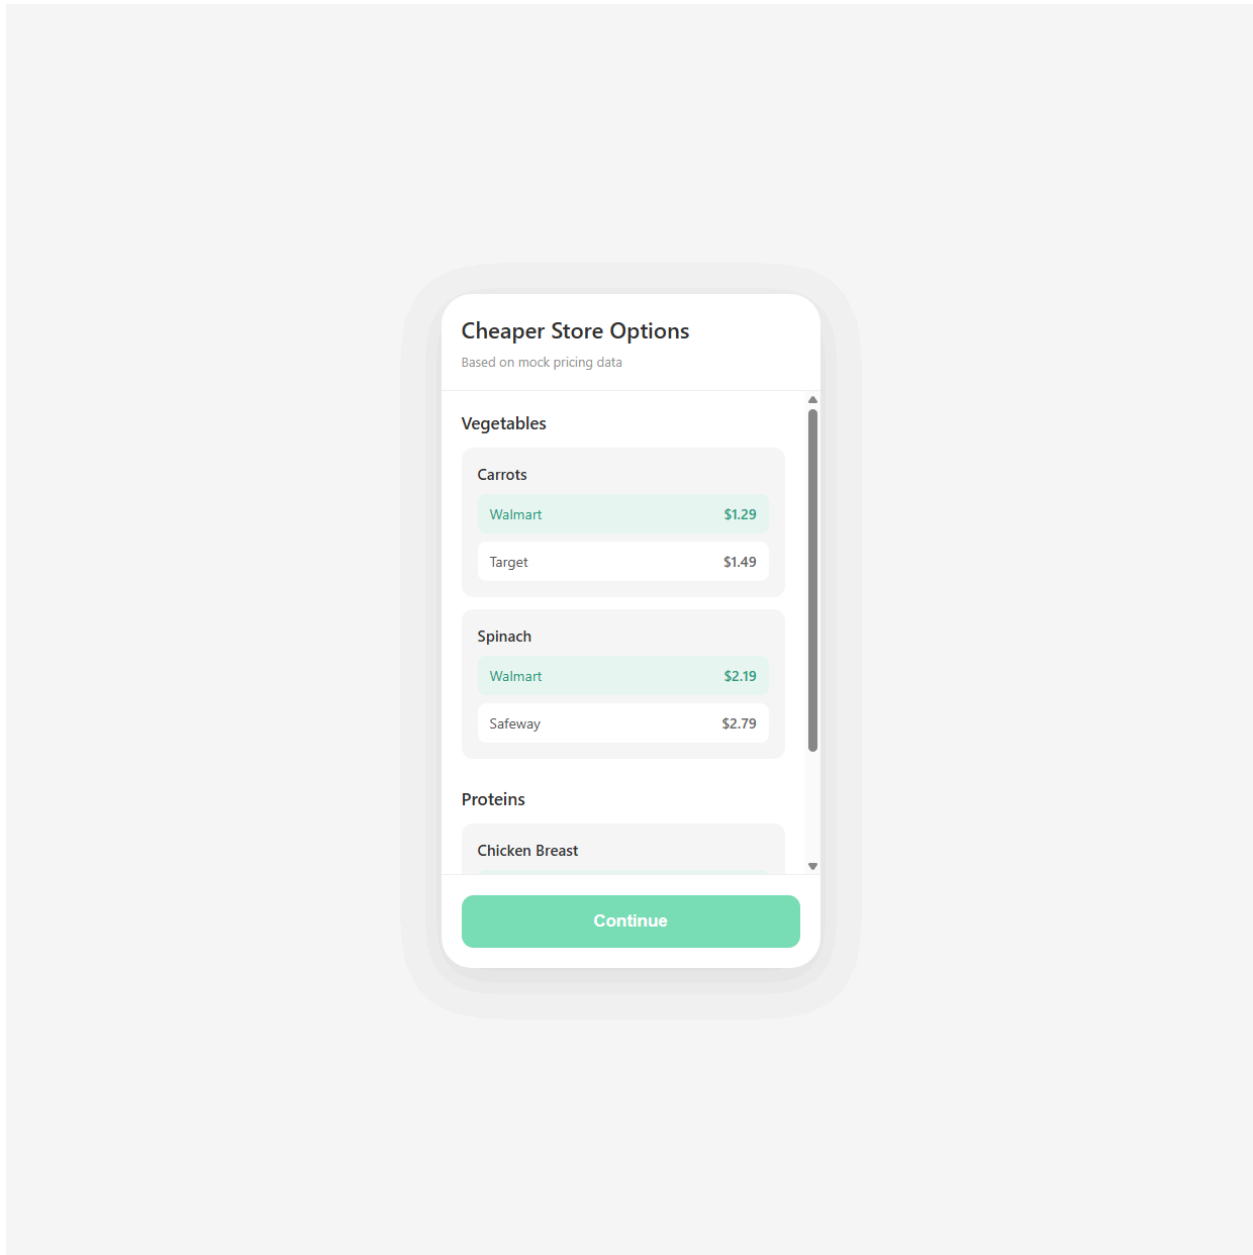 Cheaper Store Options
Based on mock pricing data
Vegetables
Carrots
Walmart $1.29
Target $1.49
Spinach
Walmart $2.19
Safeway $2.79
Proteins
Chicken Breast
Continue